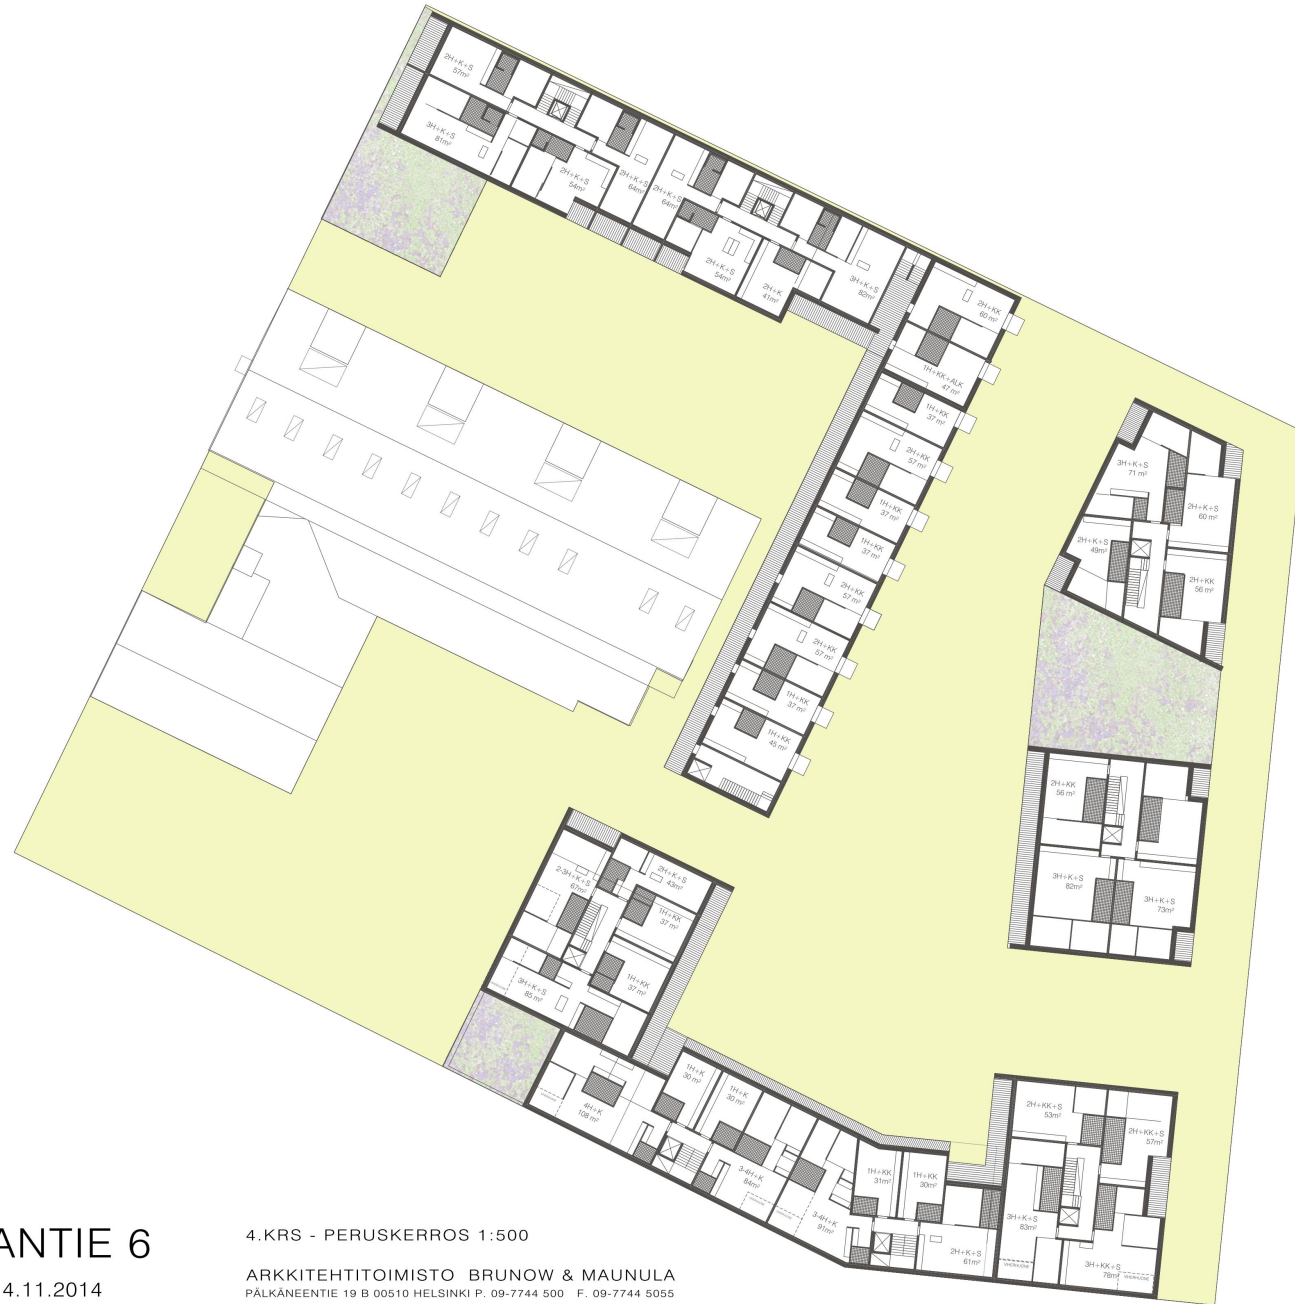 2H+K+S
57m²
3H+K+S
81m²
2H+K+S
54m²
2H+K+S
64m²
2H+K+S
64m²
2H+K+S
54m²
2H+K
41m²
3H+K+S
82m²
2H+KK
60 m²
1H+KK+ALK
47 m²
1H+KK
37 m²
2H+KK
57 m²
1H+KK
37 m²
1H+KK
37 m²
2H+KK
57 m²
2H+KK
57 m²
1H+KK
37 m²
1H+KK
45 m²
3H+K+S
71 m²
2H+K+S
60 m²
2H+K+S
49m²
2H+KK
56 m²
2H+KK
56 m²
3H+K+S
82m²
3H+K+S
73m²
2-3H+K+S
67m²
2H+K+S
43m²
1H+KK
37 m²
1H+KK
37 m²
3H+K+S
85 m²
4H+K
108 m²
1H+K
30 m²
1H+K
30 m²
3-4H+K
84m²
3-4H+K
91m²
1H+KK
31m²
1H+KK
30m²
2H+K+S
61m²
2H+KK+S
53m²
2H+KK+S
57m²
3H+K+S
83m²
VIHERHUONE
3H+KK+S
78m²
VIHERHUONE
ANTIE 6
4.11.2014
4.KRS - PERUSKERROS 1:500
ARKKITEHTITOIMISTO BRUNOW & MAUNULA
PÄLKÄNEENTIE 19 B 00510 HELSINKI P. 09-7744 500 F. 09-7744 5055